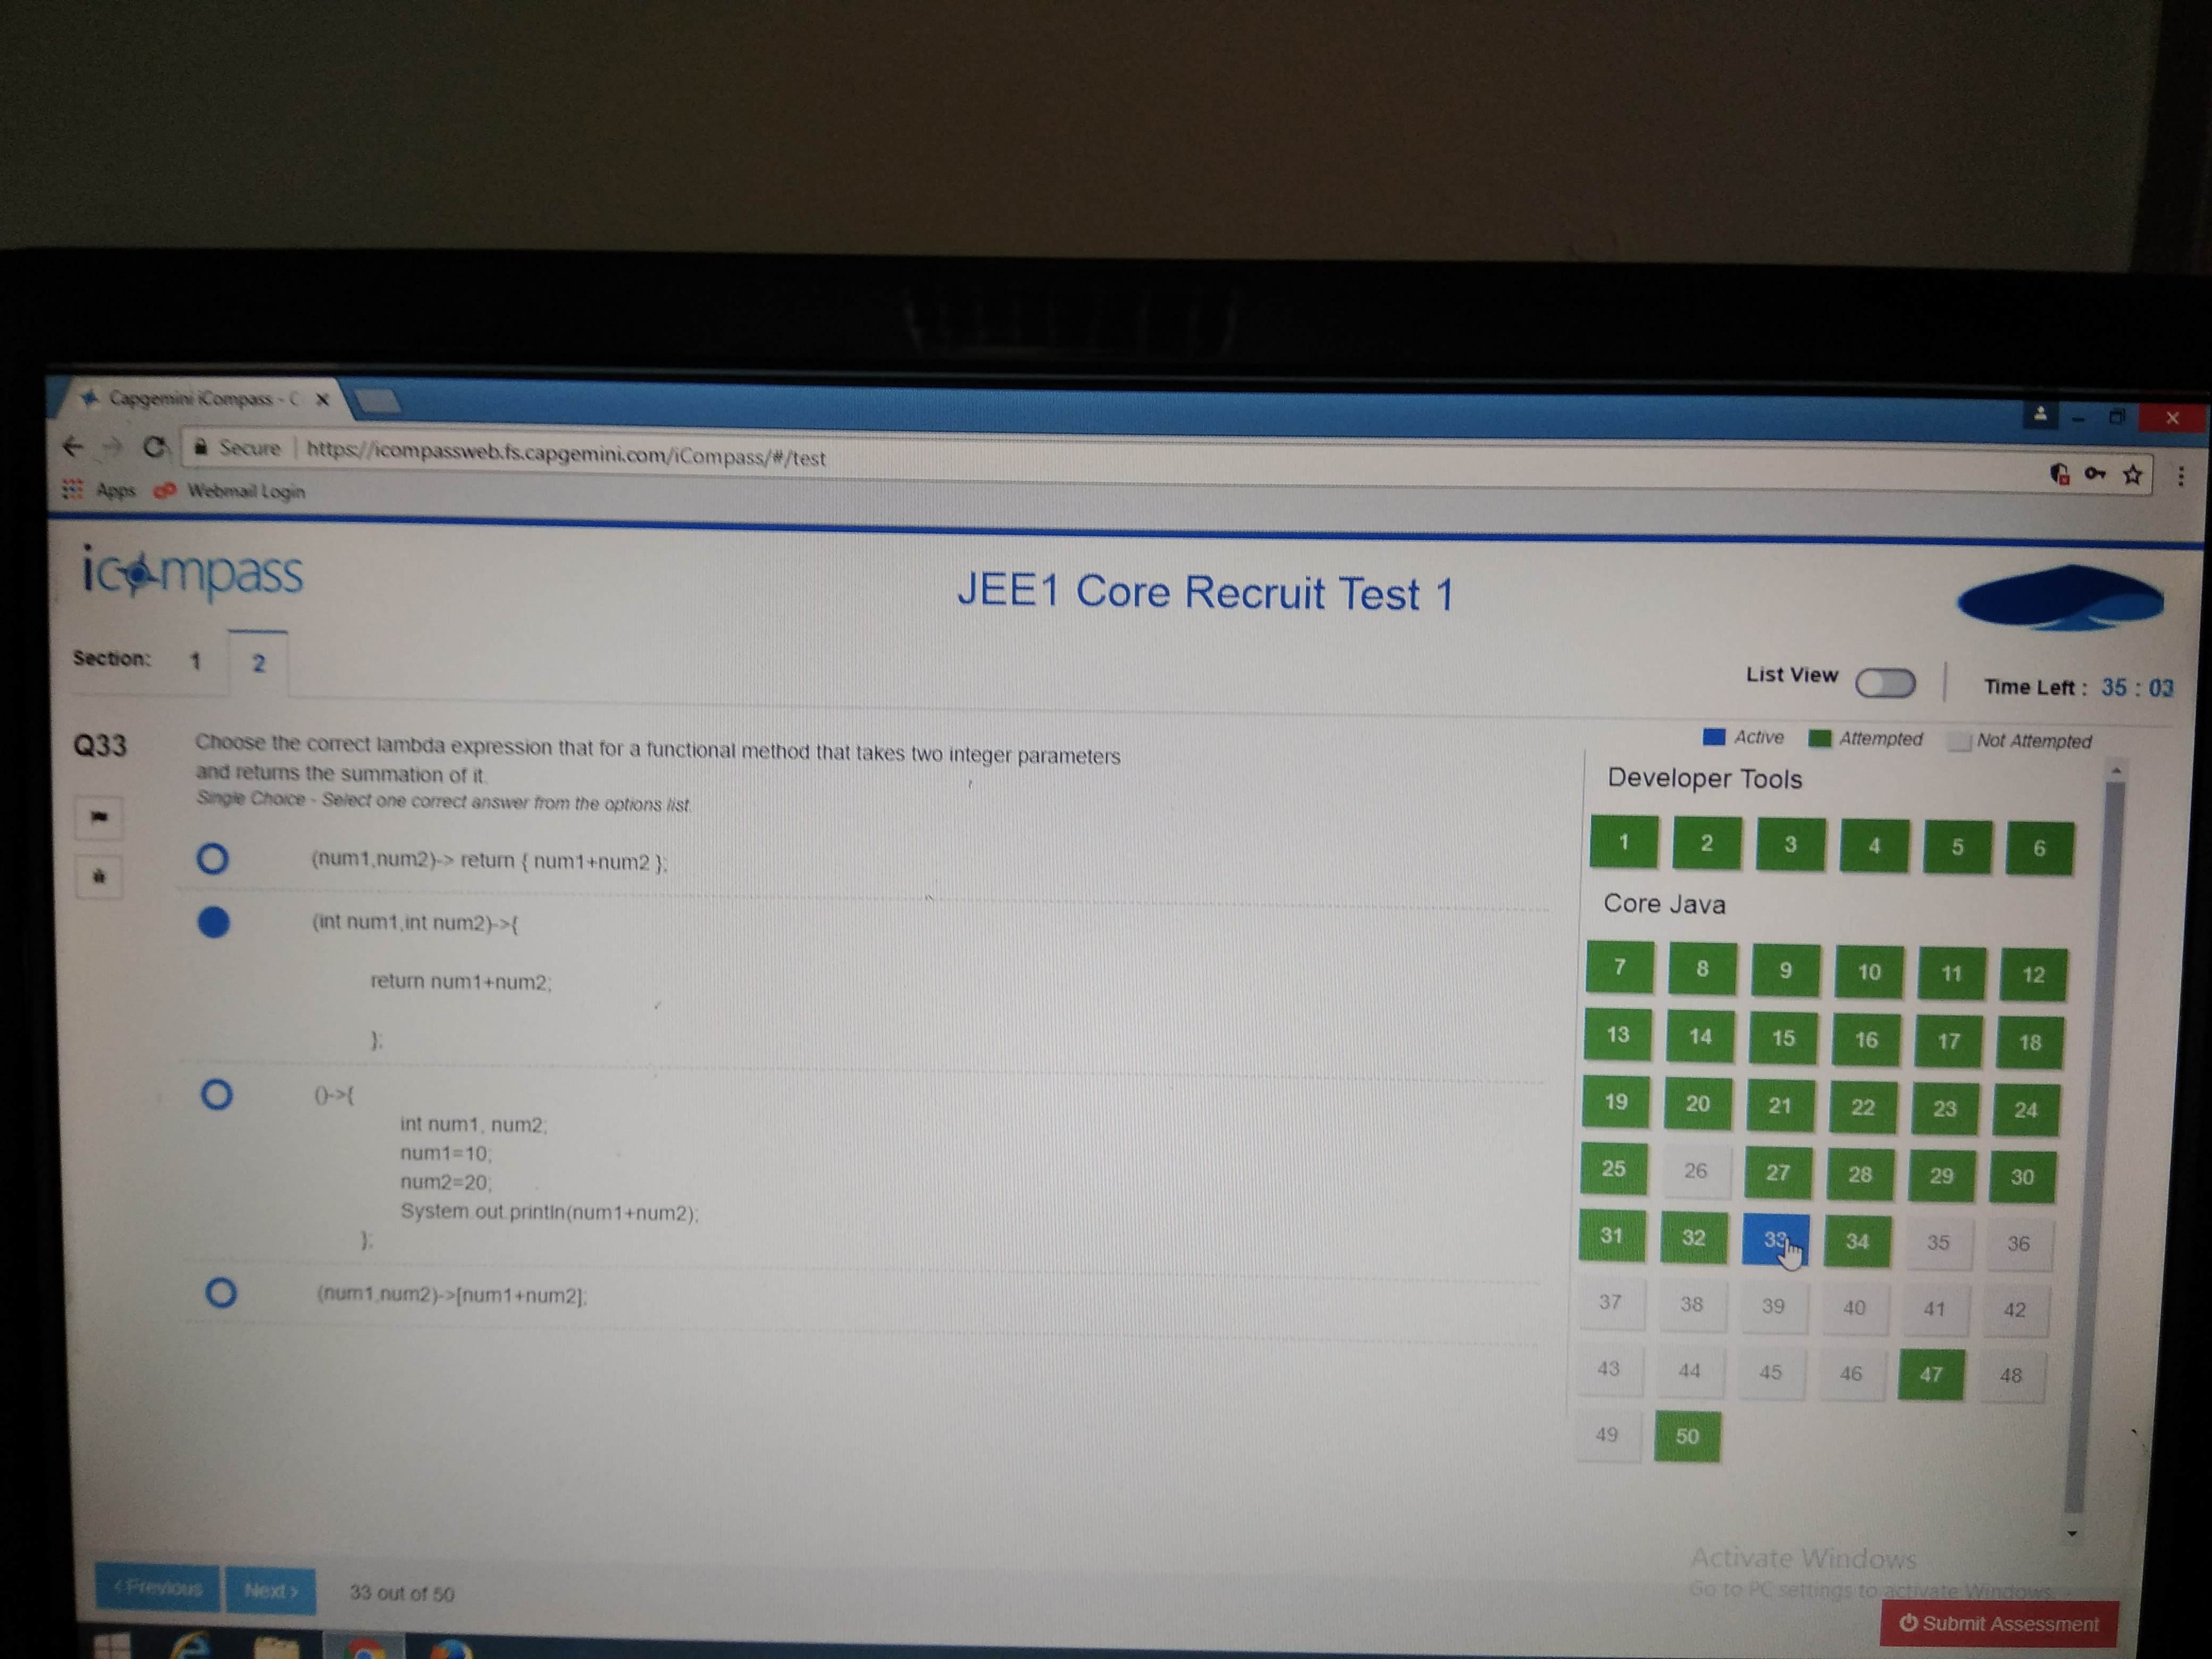 Capgemini iCompass - C
Secure https://icompassweb.fs.capgemini.com/iCompass/#/test
Apps Webmail Login
icompass
JEE1 Core Recruit Test 1
Section: 1 2
List View
Time Left : 35 : 03
Active Attempted Not Attempted
Q33
Choose the correct lambda expression that for a functional method that takes two integer parameters
and returns the summation of it.
Single Choice - Select one correct answer from the options list.
(num1,num2)-> return { num1+num2 };
(int num1,int num2)->{
return num1+num2;
};
()->{
int num1, num2;
num1=10;
num2=20;
System.out.println(num1+num2);
};
(num1,num2)->[num1+num2];
Developer Tools
1 2 3 4 5 6
Core Java
7 8 9 10 11 12
13 14 15 16 17 18
19 20 21 22 23 24
25 26 27 28 29 30
31 32 33 34 35 36
37 38 39 40 41 42
43 44 45 46 47 48
49 50
Activate Windows
Go to PC settings to activate Windows.
< Previous Next > 33 out of 50
Submit Assessment